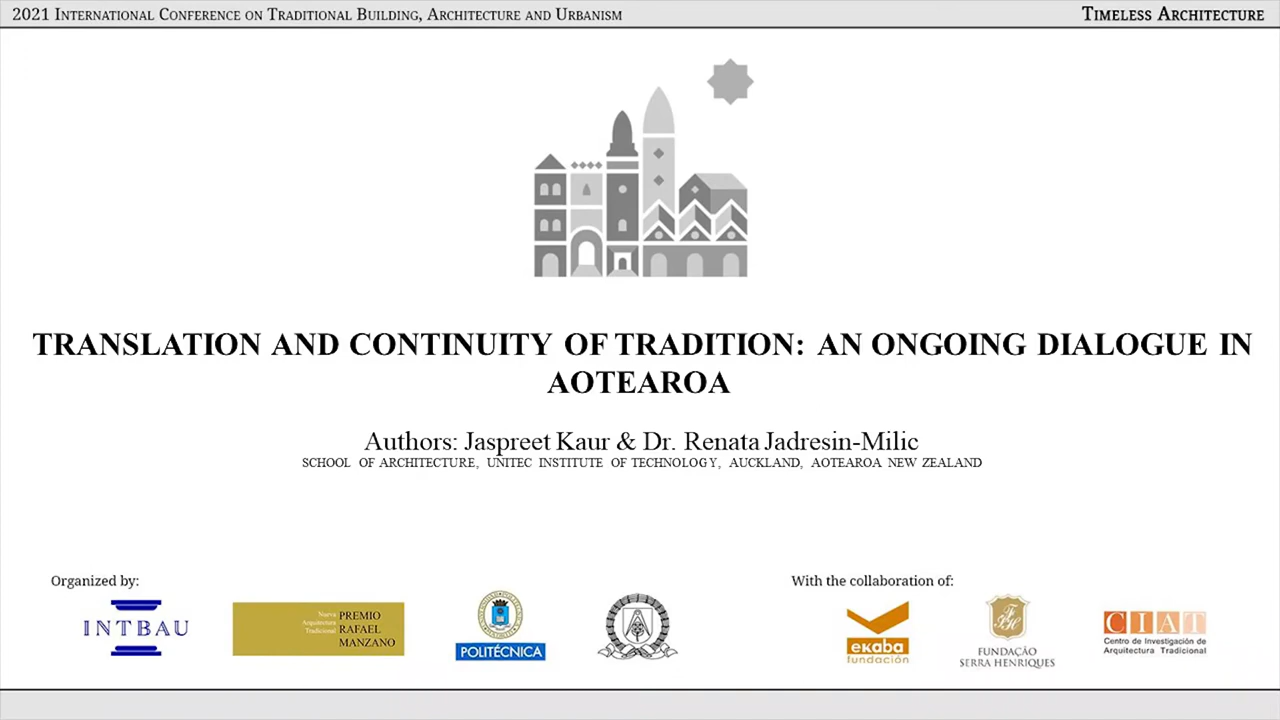 2021 International Conference on Traditional Building, Architecture and Urbanism
Timeless Architecture
TRANSLATION AND CONTINUITY OF TRADITION: AN ONGOING DIALOGUE IN
AOTEAROA
Authors: Jaspreet Kaur & Dr. Renata Jadresin-Milic
SCHOOL OF ARCHITECTURE, UNITEC INSTITUTE OF TECHNOLOGY, AUCKLAND, AOTEAROA NEW ZEALAND
Organized by:
With the collaboration of:
INTBAU
Nueva
Arquitectura
Tradicional
PREMIO
RAFAEL
MANZANO
POLITÉCNICA
ekaba
fundación
FUNDAÇÃO
SERRA HENRIQUES
CIAT
Centro de Investigación de
Arquitectura Tradicional